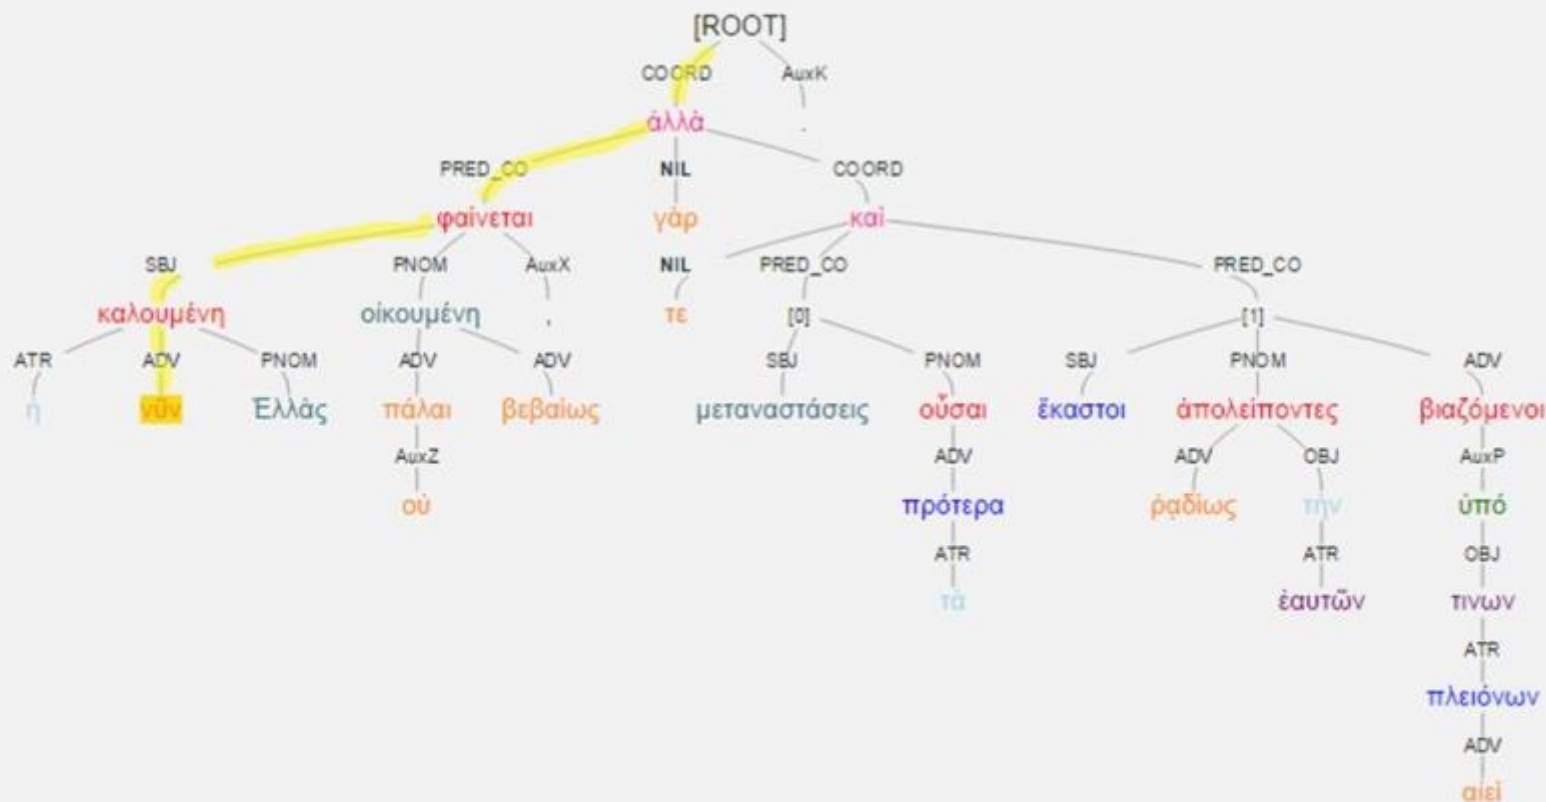 [ROOT]
COORD AuxK
ἀλλὰ .
PRED_CO NIL COORD
φαίνεται γὰρ καὶ
SBJ PNOM AuxX NIL PRED_CO PRED_CO
καλουμένη οἰκουμένη , τε [0] [1]
ATR ADV PNOM ADV ADV SBJ PNOM SBJ PNOM ADV
ἡ νῦν Ἑλλὰς πάλαι βεβαίως μεταναστάσεις οὖσαι ἕκαστοι ἀπολείποντες βιαζόμενοι
AuxZ ADV ADV OBJ AuxP
οὐ πρότερα ῥᾳδίως τὴν ὑπό
ATR ATR OBJ
τὰ ἑαυτῶν τινων
ATR
πλειόνων
ADV
αἰεὶ